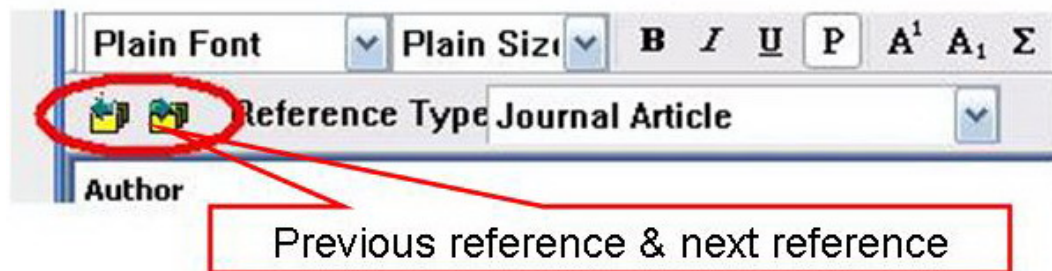 Plain Font Plain Size B I U P A¹ A₁ Σ
Reference Type Journal Article
Author
Previous reference & next reference